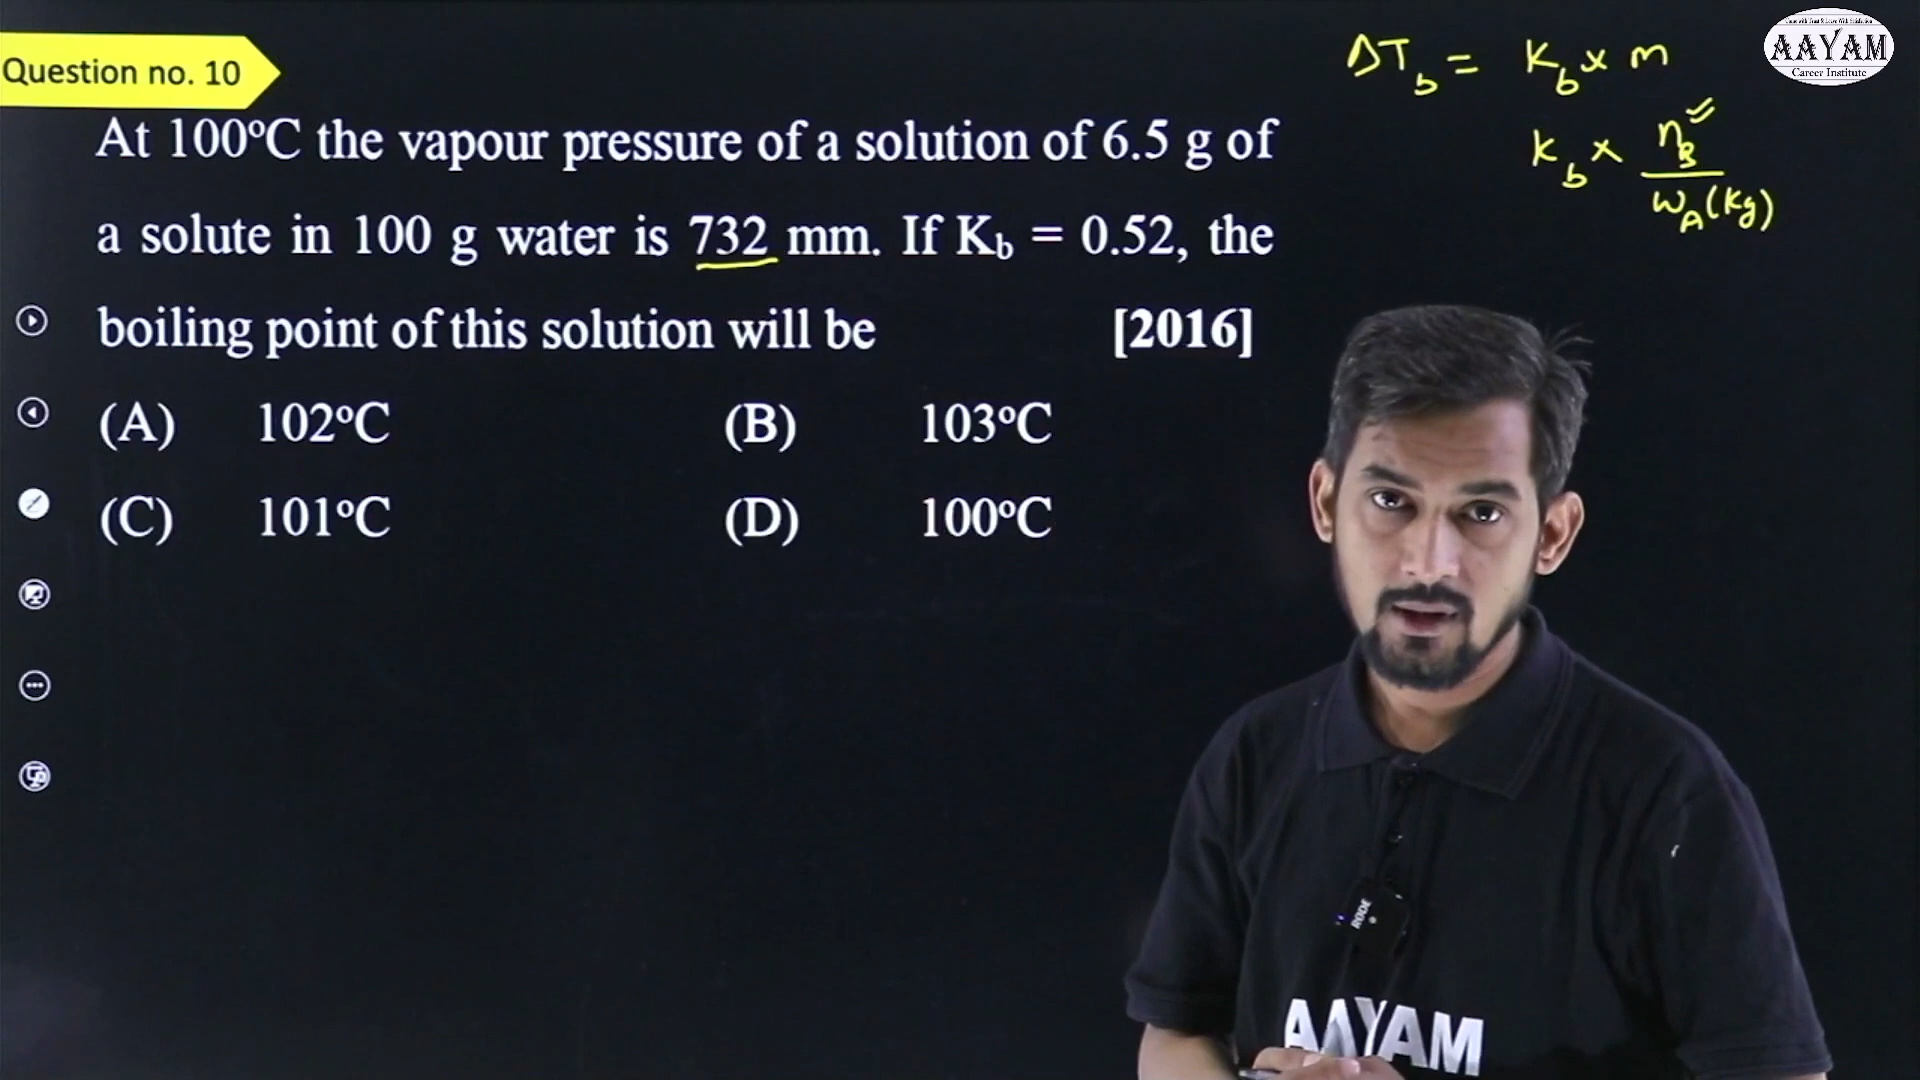 Question no. 10
ΔT_b = K_b × m
K_b × n_B / W_A (Kg)
AAYAM
Career Institute
At 100°C the vapour pressure of a solution of 6.5 g of
a solute in 100 g water is 732 mm. If K_b = 0.52, the
boiling point of this solution will be [2016]
(A) 102°C (B) 103°C
(C) 101°C (D) 100°C
RODE
AAYAM